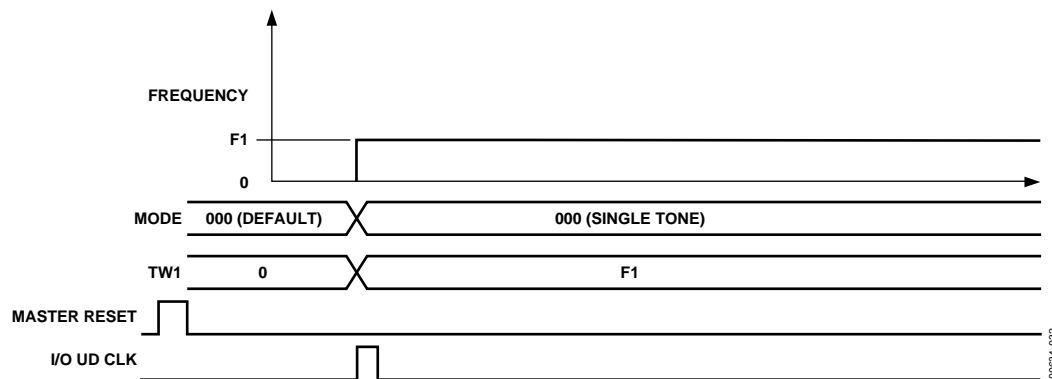 FREQUENCY
F1
0
MODE 000 (DEFAULT) 000 (SINGLE TONE)
TW1 0 F1
MASTER RESET
I/O UD CLK